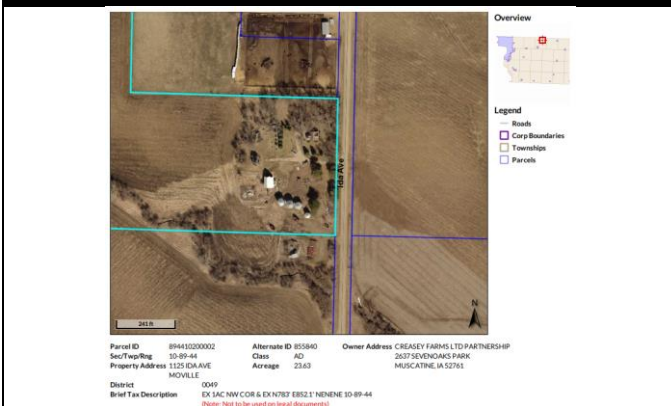 Overview
Legend
Roads
Corp Boundaries
Townships
Parcels
Ida Ave
241 ft
N
Parcel ID 894410200002 Alternate ID 855840 Owner Address CREASEY FARMS LTD PARTNERSHIP
Sec/Twp/Rng 10-89-44 Class AD 2637 SEVENOAKS PARK
Property Address 1125 IDA AVE Acreage 23.63 MUSCATINE, IA 52761
MOVILLE
District 0049
Brief Tax Description EX 1AC NW COR & EX N783' E852.1' NENENE 10-89-44
(Note: Not to be used on legal documents)